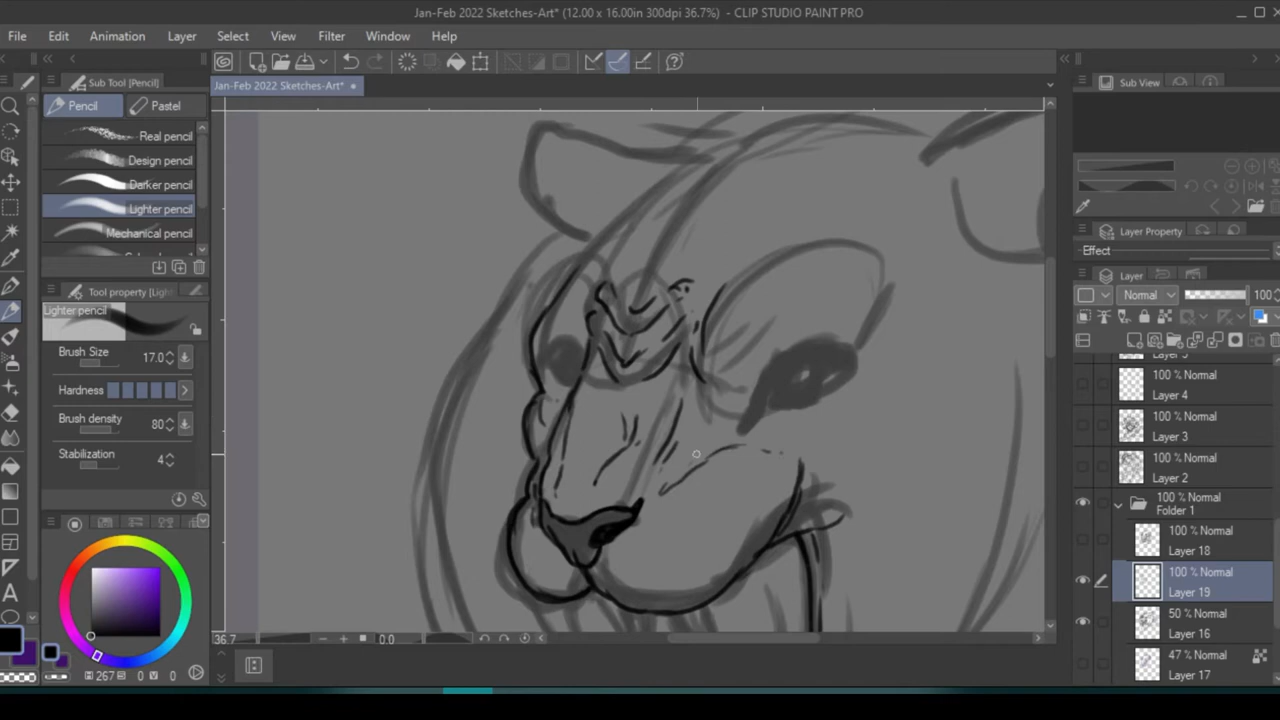 Jan-Feb 2022 Sketches-Art* (12.00 x 16.00in 300dpi 36.7%) - CLIP STUDIO PAINT PRO
File Edit Animation Layer Select View Filter Window Help
Sub Tool [Pencil]
Jan-Feb 2022 Sketches-Art*
Sub View
Pencil Pastel
Real pencil
Design pencil
Darker pencil
Lighter pencil
Mechanical pencil
Tool property [Light
Lighter pencil
Brush Size 17.0
Hardness
Brush density 80
Stabilization 4
H 267 S 0 V 0
36.7
0.0
Layer Property
Effect
Layer
Normal 100
Layer 5
100 % Normal
Layer 4
100 % Normal
Layer 3
100 % Normal
Layer 2
100 % Normal
Folder 1
100 % Normal
Layer 18
100 % Normal
Layer 19
50 % Normal
Layer 16
47 % Normal
Layer 17